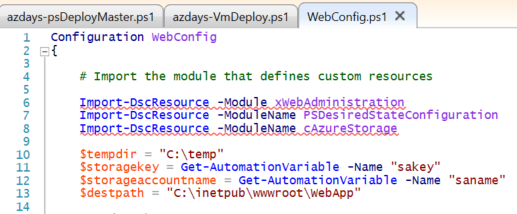 azdays-psDeployMaster.ps1 azdays-VmDeploy.ps1 WebConfig.ps1 X
1 Configuration WebConfig
2 {
3
4 # Import the module that defines custom resources
5
6 Import-DscResource -Module xWebAdministration
7 Import-DscResource -ModuleName PSDesiredStateConfiguration
8 Import-DscResource -ModuleName cAzureStorage
9
10 $tempdir = "C:\temp"
11 $storagekey = Get-AutomationVariable -Name "sakey"
12 $storageaccountname = Get-AutomationVariable -Name "saname"
13 $destpath = "C:\inetpub\wwwroot\WebApp"
14